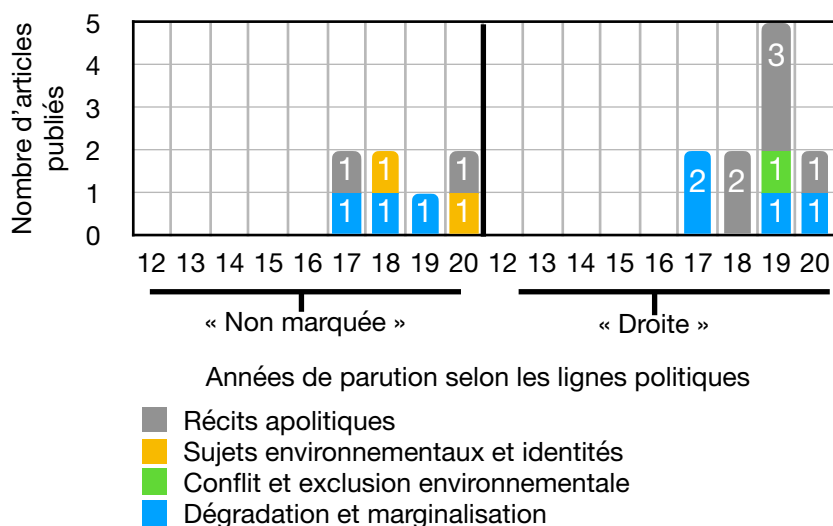 Nombre d'articles
publiés
5
4
3
2
1
0
1 1 1 3
1 1 1 1 2 2 1 1
1 1
12 13 14 15 16 17 18 19 20 12 13 14 15 16 17 18 19 20
« Non marquée » « Droite »
Années de parution selon les lignes politiques
Récits apolitiques
Sujets environnementaux et identités
Conflit et exclusion environnementale
Dégradation et marginalisation